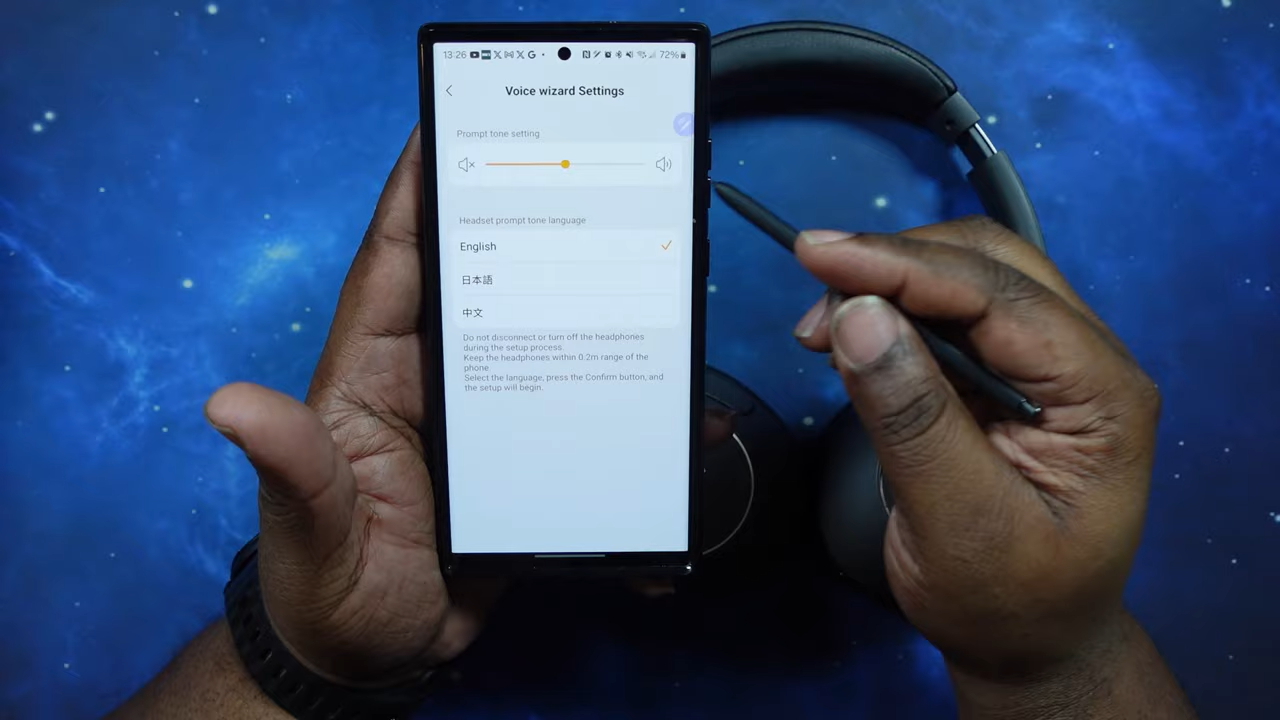 13:26 72%
Voice wizard Settings
Prompt tone setting
Headset prompt tone language
English
日本語
中文
Do not disconnect or turn off the headphones
during the setup process.
Keep the headphones within 0.2m range of the
phone
Select the language, press the Confirm button, and
the setup will begin.